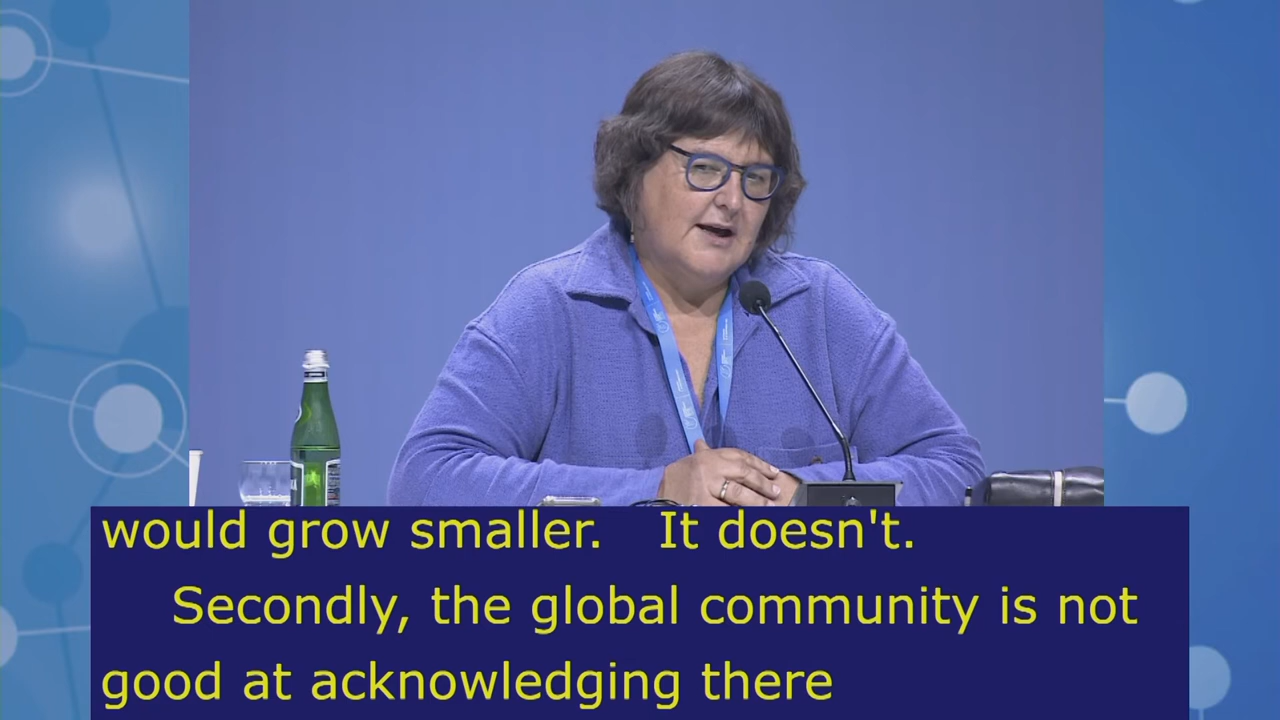 would grow smaller. It doesn't.
Secondly, the global community is not
good at acknowledging there